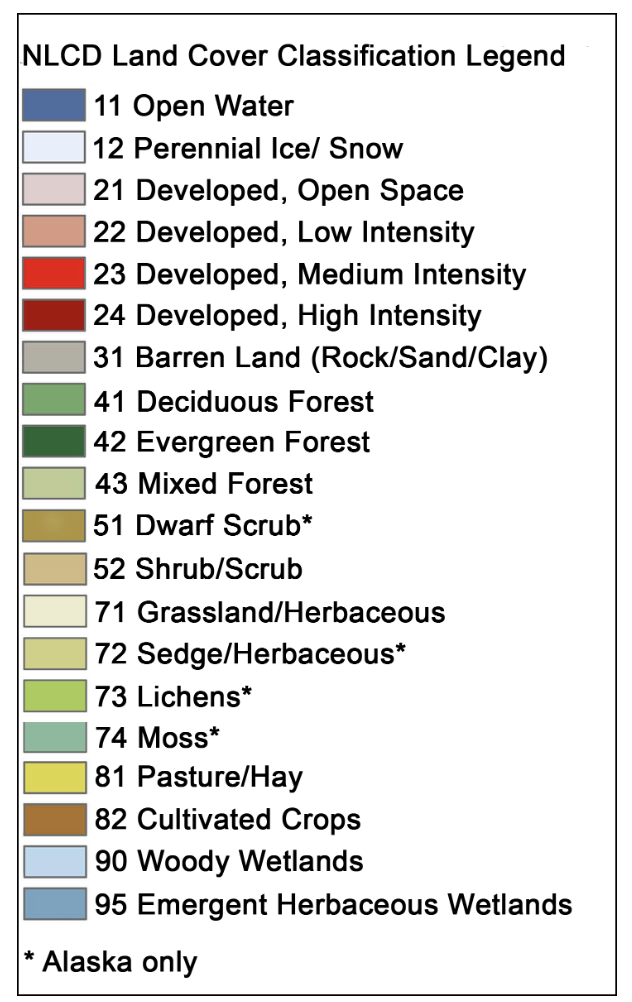 NLCD Land Cover Classification Legend
11 Open Water
12 Perennial Ice/ Snow
21 Developed, Open Space
22 Developed, Low Intensity
23 Developed, Medium Intensity
24 Developed, High Intensity
31 Barren Land (Rock/Sand/Clay)
41 Deciduous Forest
42 Evergreen Forest
43 Mixed Forest
51 Dwarf Scrub*
52 Shrub/Scrub
71 Grassland/Herbaceous
72 Sedge/Herbaceous*
73 Lichens*
74 Moss*
81 Pasture/Hay
82 Cultivated Crops
90 Woody Wetlands
95 Emergent Herbaceous Wetlands
* Alaska only